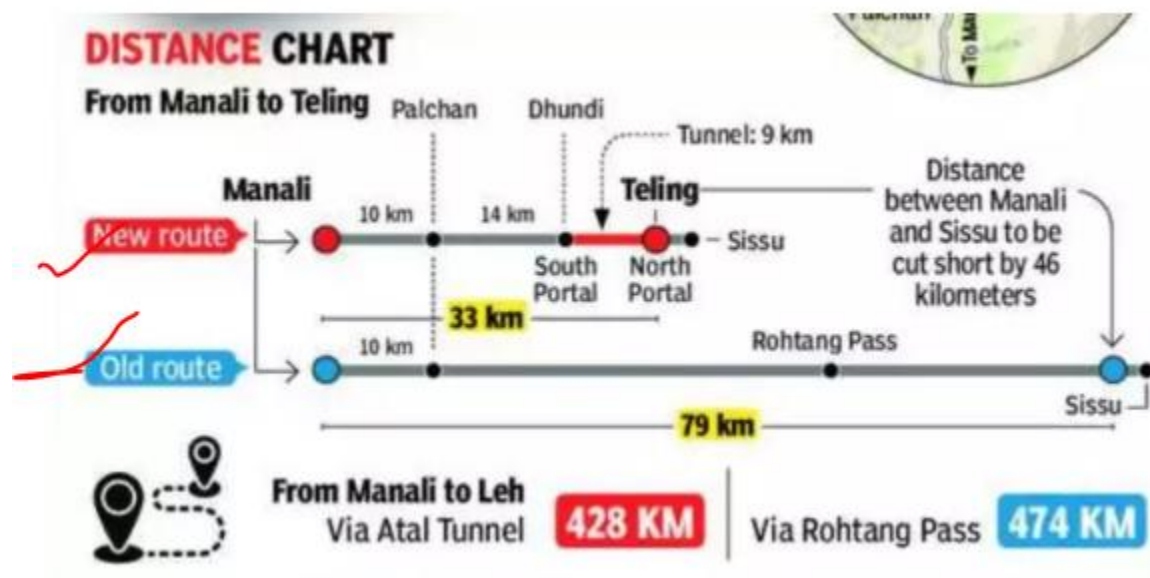 DISTANCE CHART
From Manali to Teling
Palchan
Dhundi
Tunnel: 9 km
To
Manali
Teling
Distance
between Manali
and Sissu to be
cut short by 46
kilometers
10 km
14 km
New route
Sissu
South
Portal
North
Portal
33 km
10 km
Rohtang Pass
Old route
Sissu
79 km
From Manali to Leh
Via Atal Tunnel
428 KM
Via Rohtang Pass
474 KM